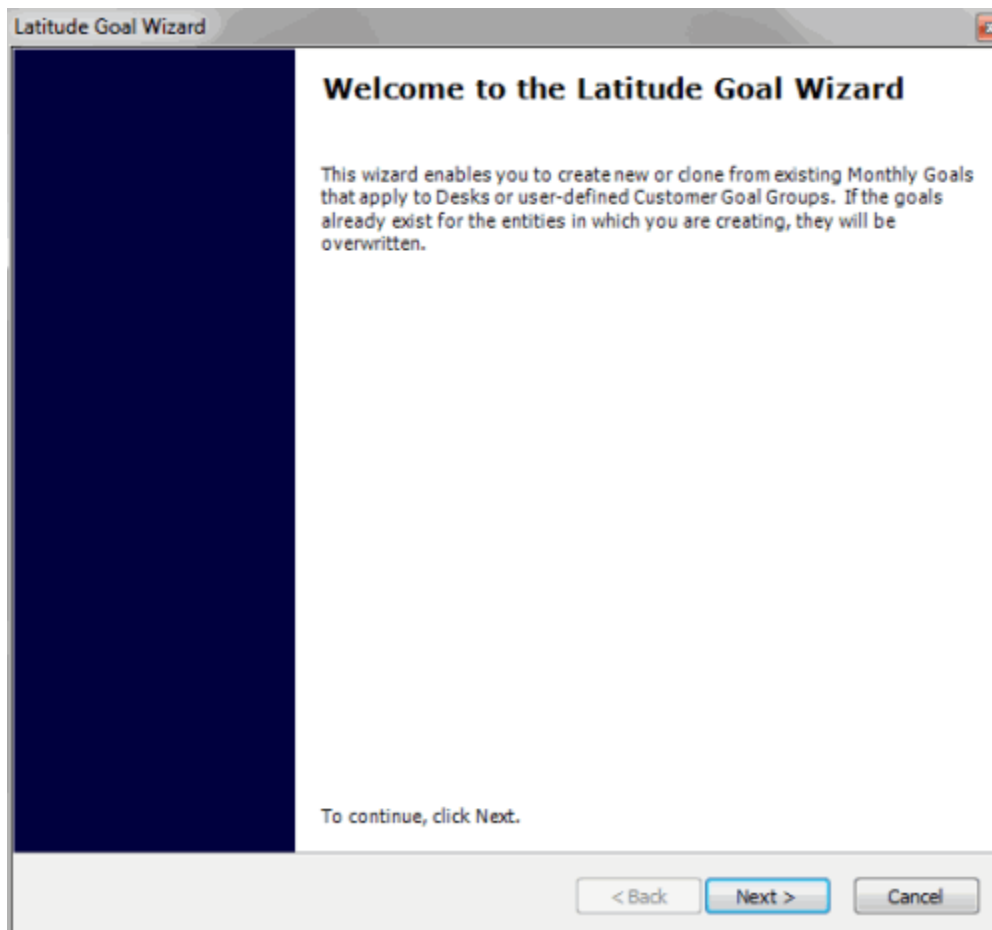 Latitude Goal Wizard
Welcome to the Latitude Goal Wizard
This wizard enables you to create new or clone from existing Monthly Goals
that apply to Desks or user-defined Customer Goal Groups. If the goals
already exist for the entities in which you are creating, they will be
overwritten.
To continue, click Next.
< Back
Next >
Cancel